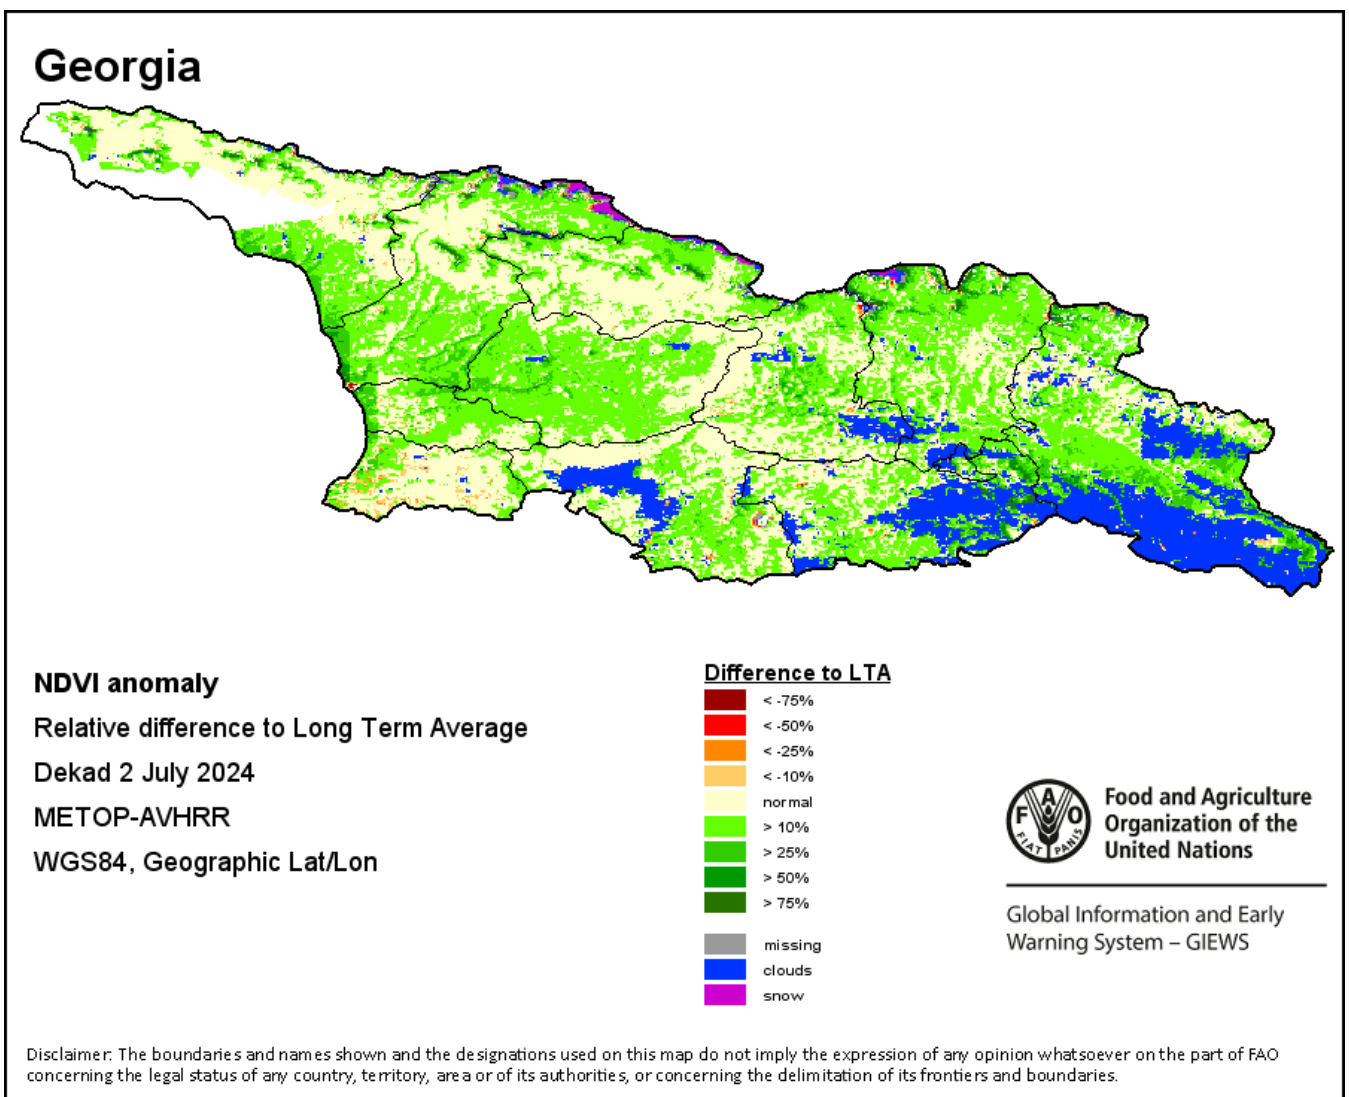 Georgia
NDVI anomaly
Relative difference to Long Term Average
Dekad 2 July 2024
METOP-AVHRR
WGS84, Geographic Lat/Lon
Difference to LTA
< -75%
< -50%
< -25%
< -10%
normal
> 10%
> 25%
> 50%
> 75%
missing
clouds
snow
F A O
FIAT PANIS
Food and Agriculture
Organization of the
United Nations
Global Information and Early
Warning System – GIEWS
Disclaimer: The boundaries and names shown and the designations used on this map do not imply the expression of any opinion whatsoever on the part of FAO
concerning the legal status of any country, territory, area or of its authorities, or concerning the delimitation of its frontiers and boundaries.